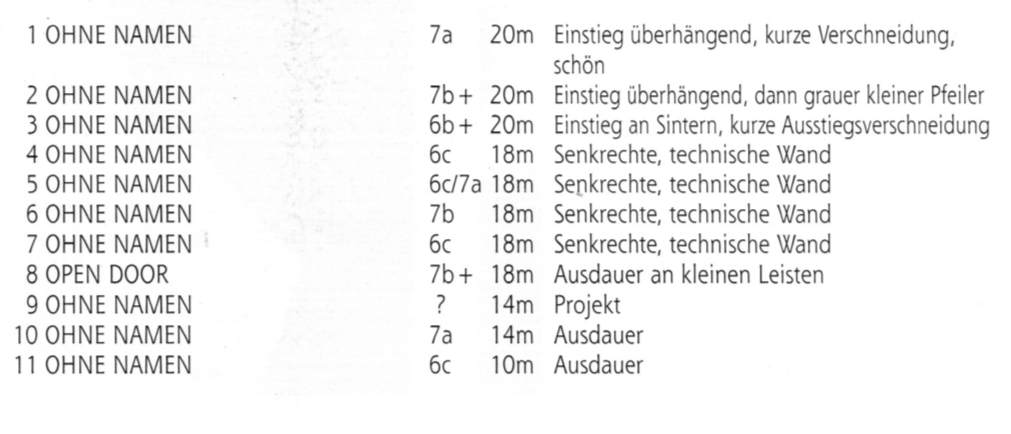 1 OHNE NAMEN 7a 20m Einstieg überhängend, kurze Verschneidung,
schön
2 OHNE NAMEN 7b+ 20m Einstieg überhängend, dann grauer kleiner Pfeiler
3 OHNE NAMEN 6b+ 20m Einstieg an Sintern, kurze Ausstiegsverschneidung
4 OHNE NAMEN 6c 18m Senkrechte, technische Wand
5 OHNE NAMEN 6c/7a 18m Senkrechte, technische Wand
6 OHNE NAMEN 7b 18m Senkrechte, technische Wand
7 OHNE NAMEN 6c 18m Senkrechte, technische Wand
8 OPEN DOOR 7b+ 18m Ausdauer an kleinen Leisten
9 OHNE NAMEN ? 14m Projekt
10 OHNE NAMEN 7a 14m Ausdauer
11 OHNE NAMEN 6c 10m Ausdauer